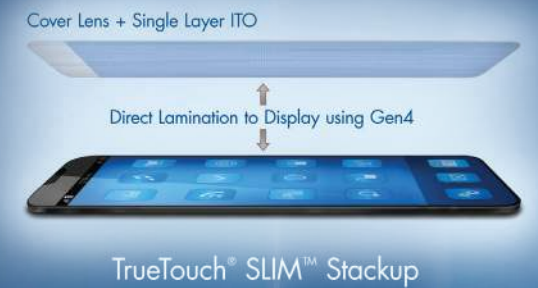 Cover Lens + Single Layer ITO
Direct Lamination to Display using Gen4
TrueTouch® SLIM™ Stackup